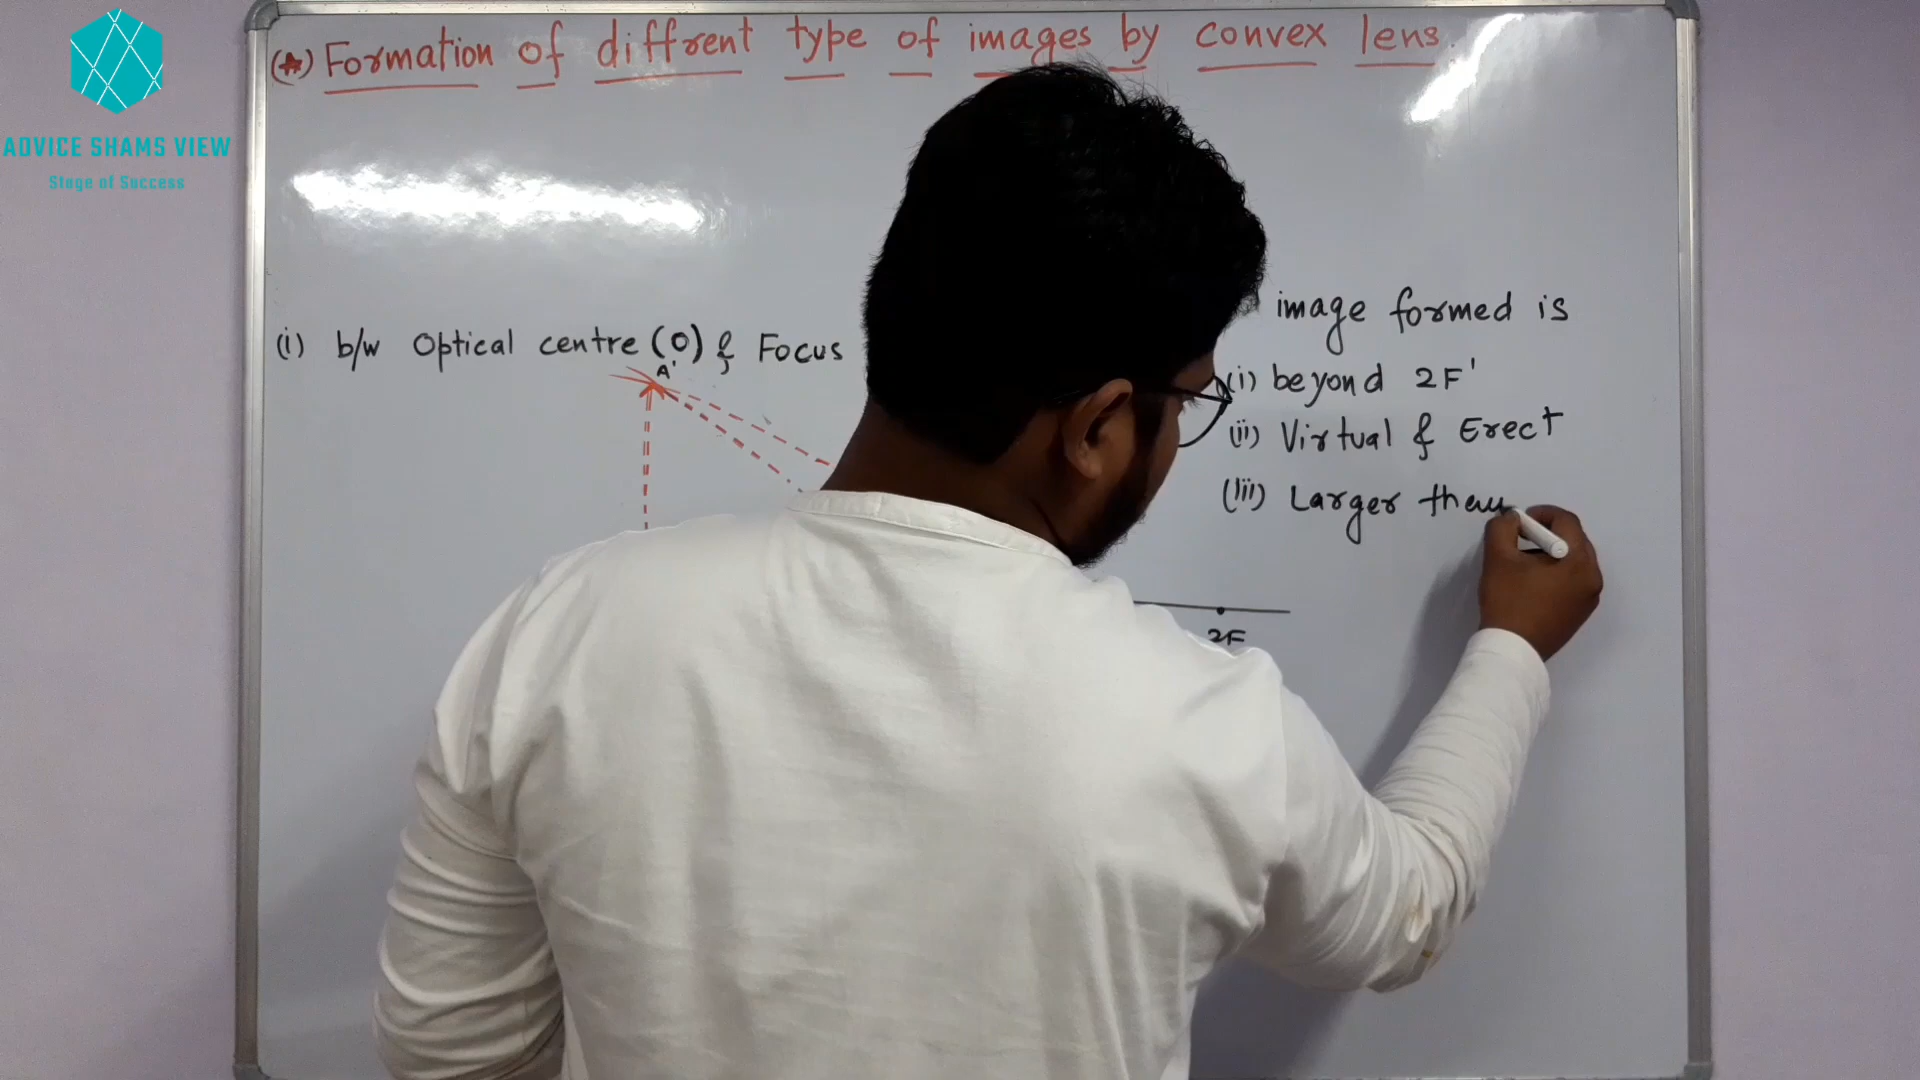 (*) Formation of diffrent type of images by convex lens.
ADVICE SHAMS VIEW
Stage of Success
(i) b/w Optical centre (O) & Focus
A'
image formed is
(i) beyond 2F'
(ii) Virtual & Erect
(iii) Larger than
2F